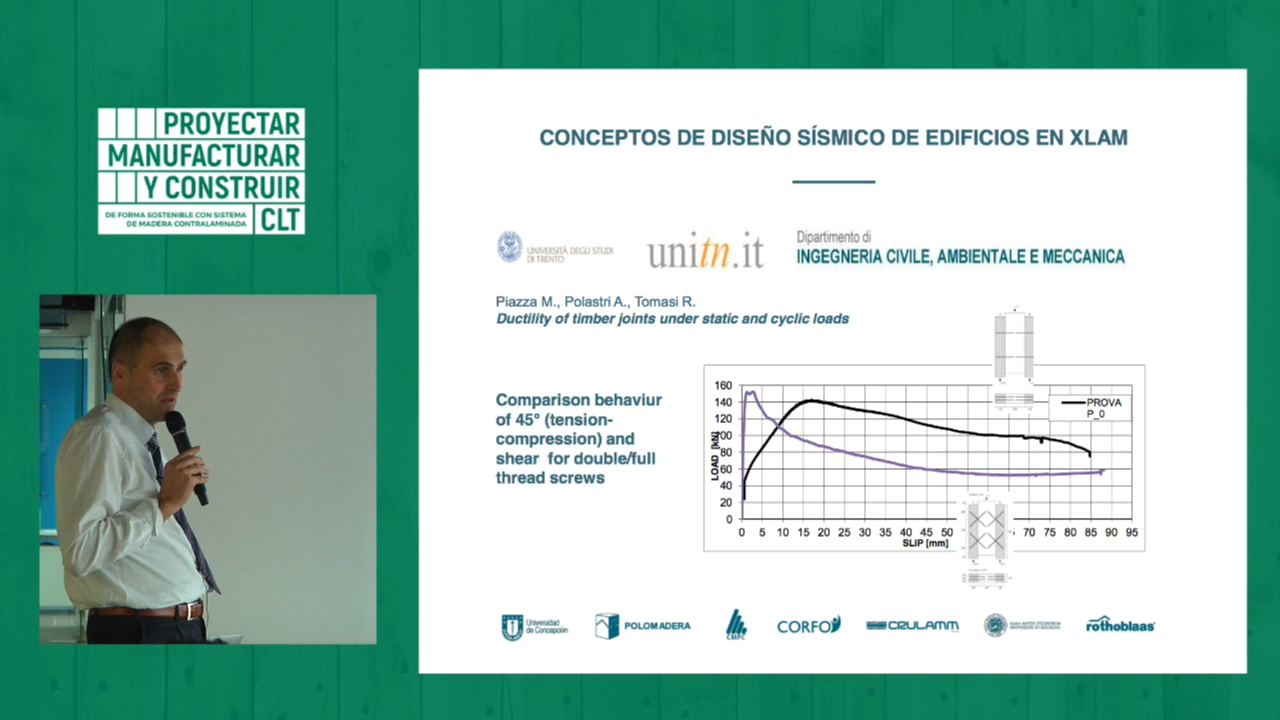 PROYECTAR
MANUFACTURAR
Y CONSTRUIR
DE FORMA SOSTENIBLE CON SISTEMA
DE MADERA CONTRALAMINADA
CLT
CONCEPTOS DE DISEÑO SÍSMICO DE EDIFICIOS EN XLAM
UNIVERSITÀ DEGLI STUDI
DI TRENTO
unitn.it
Dipartimento di
INGEGNERIA CIVILE, AMBIENTALE E MECCANICA
Piazza M., Polastri A., Tomasi R.
Ductility of timber joints under static and cyclic loads
Comparison behaviur
of 45° (tension-
compression) and
shear for double/full
thread screws
160
140
120
100
80
60
40
20
0
LOAD [kN]
PROVA
P_0
0 5 10 15 20 25 30 35 40 45 50 70 75 80 85 90 95
SLIP [mm]
Universidad
de Concepción
POLOMADERA
CMPC
CORFO
CRULAMM
rothoblaas